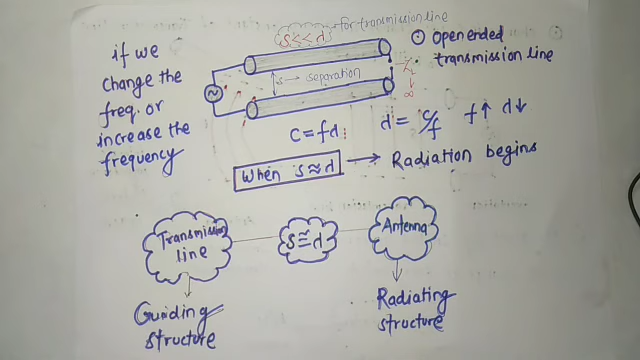 S<<d for transmission line
if we
change the
freq. or
increase the
frequency
S → separation
ZL
↓
∞
open ended
transmission line
C = fd
d = c/f f↑ d↓
When S≈d → Radiation begins
Transmission
line
S≅d
Antenna
Guiding
structure
Radiating
structure